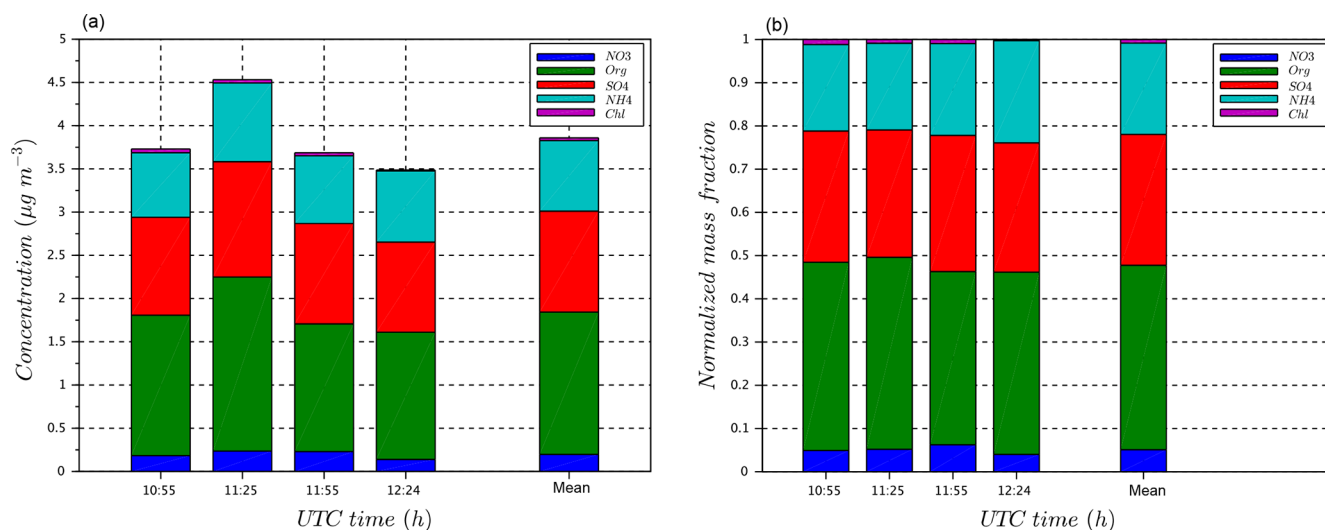 (a)
5
4.5
4
3.5
3
2.5
2
1.5
1
0.5
0
Concentration (μg m⁻³)
NO3
Org
SO4
NH4
Chl
10:55 11:25 11:55 12:24 Mean
UTC time (h)
(b)
1
0.9
0.8
0.7
0.6
0.5
0.4
0.3
0.2
0.1
0
Normalized mass fraction
NO3
Org
SO4
NH4
Chl
10:55 11:25 11:55 12:24 Mean
UTC time (h)